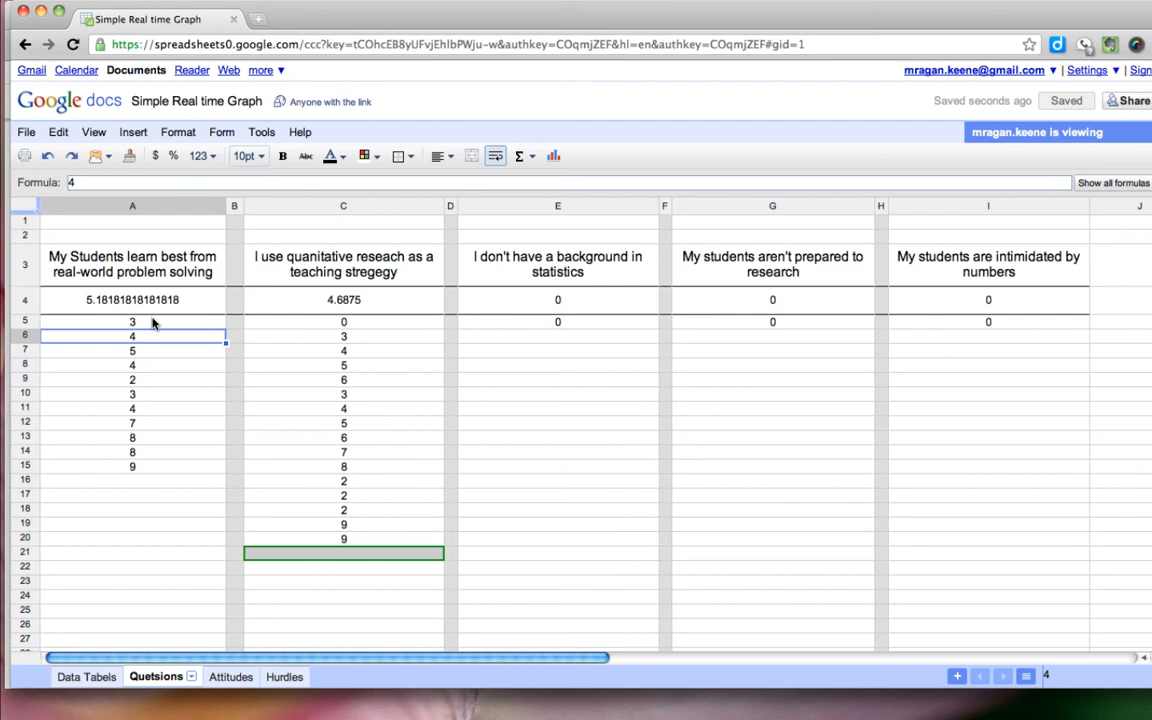 Simple Real time Graph
https://spreadsheets0.google.com/ccc?key=tCOhcEB8yUFvjEhlbPWju-w&authkey=COqmjZEF&hl=en&authkey=COqmjZEF#gid=1
Gmail Calendar Documents Reader Web more ▼ mragan.keene@gmail.com ▼ | Settings ▼ | Sign
Google docs Simple Real time Graph Anyone with the link Saved seconds ago Saved Share
File Edit View Insert Format Form Tools Help mragan.keene is viewing
$ % 123 10pt B Abc A Σ
Formula: 4 Show all formulas
A B C D E F G H I J
1
2
My Students learn best from I use quanitative reseach as a I don't have a background in My students aren't prepared to My students are intimidated by
3 real-world problem solving teaching stregegy statistics research numbers
4 5.18181818181818 4.6875 0 0 0
5 3 0 0 0 0
6 4 3
7 5 4
8 4 5
9 2 6
10 3 3
11 4 4
12 7 5
13 8 6
14 8 7
15 9 8
16 2
17 2
18 2
19 9
20 9
21
22
23
24
25
26
27
Data Tabels Quetsions Attitudes Hurdles + 4